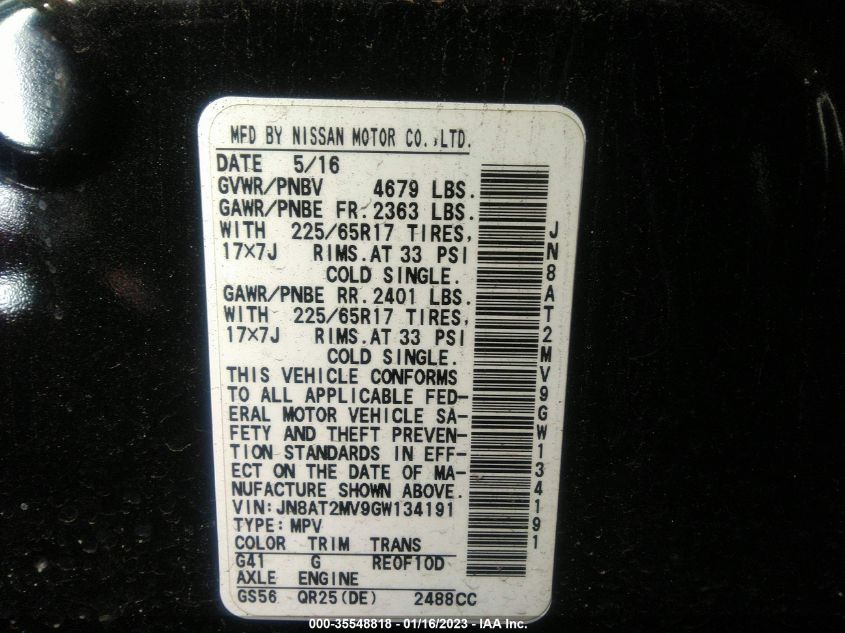 MFD BY NISSAN MOTOR CO.,LTD.
DATE 5/16
GVWR/PNBV 4679 LBS.
GAWR/PNBE FR. 2363 LBS.
WITH 225/65R17 TIRES,
17×7J RIMS.AT 33 PSI
COLD SINGLE.
GAWR/PNBE RR. 2401 LBS.
WITH 225/65R17 TIRES,
17×7J RIMS.AT 33 PSI
COLD SINGLE.
THIS VEHICLE CONFORMS
TO ALL APPLICABLE FED-
ERAL MOTOR VEHICLE SA-
FETY AND THEFT PREVEN-
TION STANDARDS IN EFF-
ECT ON THE DATE OF MA-
NUFACTURE SHOWN ABOVE.
VIN:JN8AT2MV9GW134191
TYPE:MPV
COLOR TRIM TRANS
G41 G RE0F10D
AXLE ENGINE
GS56 QR25(DE) 2488CC
JN8AT2MV9GW134191
000-35548818 - 01/16/2023 - IAA Inc.